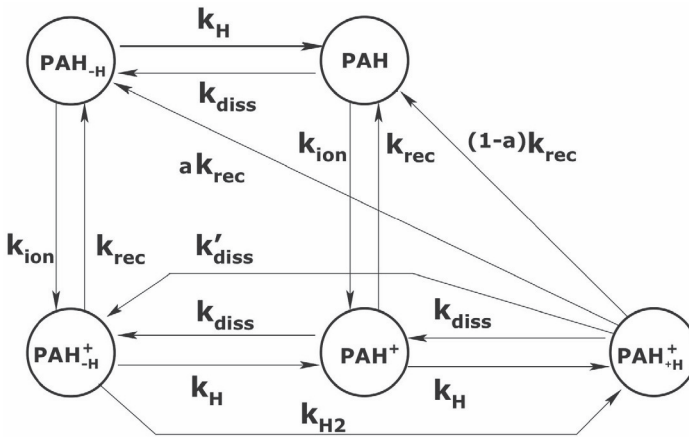 k_H
PAH_-H
PAH
k_diss
k_ion
k_rec
(1-a)k_rec
a k_rec
k_ion
k_rec
k′_diss
k_diss
k_diss
PAH^+_-H
PAH^+
PAH^+_+H
k_H
k_H
k_H2